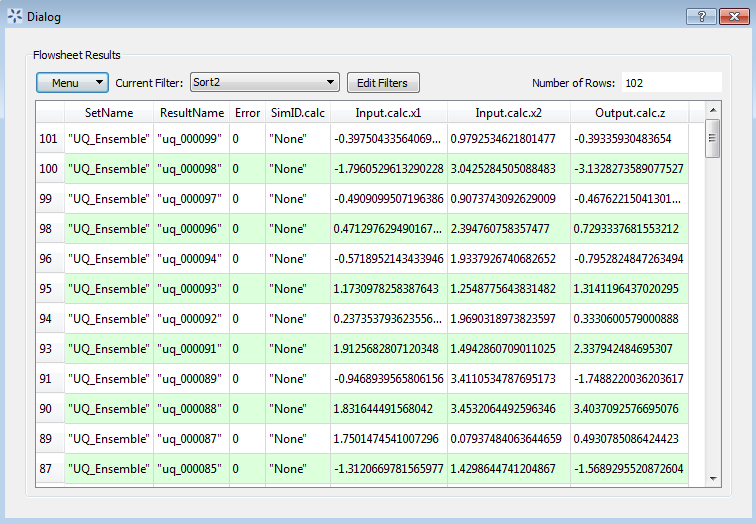 Dialog
Flowsheet Results
Menu Current Filter: Sort2 Edit Filters Number of Rows: 102
SetName ResultName Error SimID.calc Input.calc.x1 Input.calc.x2 Output.calc.z
101 "UQ_Ensemble" "uq_000099" 0 "None" -0.39750433564069... 0.9792534621801477 -0.39335930483654
100 "UQ_Ensemble" "uq_000098" 0 "None" -1.7960529613290228 3.0425284505088483 -3.1328273589077527
99 "UQ_Ensemble" "uq_000097" 0 "None" -0.4909099507196386 0.9073743092629009 -0.46762215041301...
98 "UQ_Ensemble" "uq_000096" 0 "None" 0.471297629490167... 2.394760758357477 0.7293337681553212
96 "UQ_Ensemble" "uq_000094" 0 "None" -0.5718952143433946 1.9337926740682652 -0.7952824847263494
95 "UQ_Ensemble" "uq_000093" 0 "None" 1.1730978258387643 1.2548775643831482 1.3141196437020295
94 "UQ_Ensemble" "uq_000092" 0 "None" 0.237353793623556... 1.9690318973823597 0.3330600579000888
93 "UQ_Ensemble" "uq_000091" 0 "None" 1.9125682807120348 1.4942860709011025 2.337942484695307
91 "UQ_Ensemble" "uq_000089" 0 "None" -0.9468939565806156 3.4110534787695173 -1.7488220036203617
90 "UQ_Ensemble" "uq_000088" 0 "None" 1.831644491568042 3.4532064492596346 3.4037092576695076
89 "UQ_Ensemble" "uq_000087" 0 "None" 1.7501474541007296 0.07937484063644659 0.4930785086424423
87 "UQ_Ensemble" "uq_000085" 0 "None" -1.3120669781565977 1.4298644741204867 -1.5689295520872604